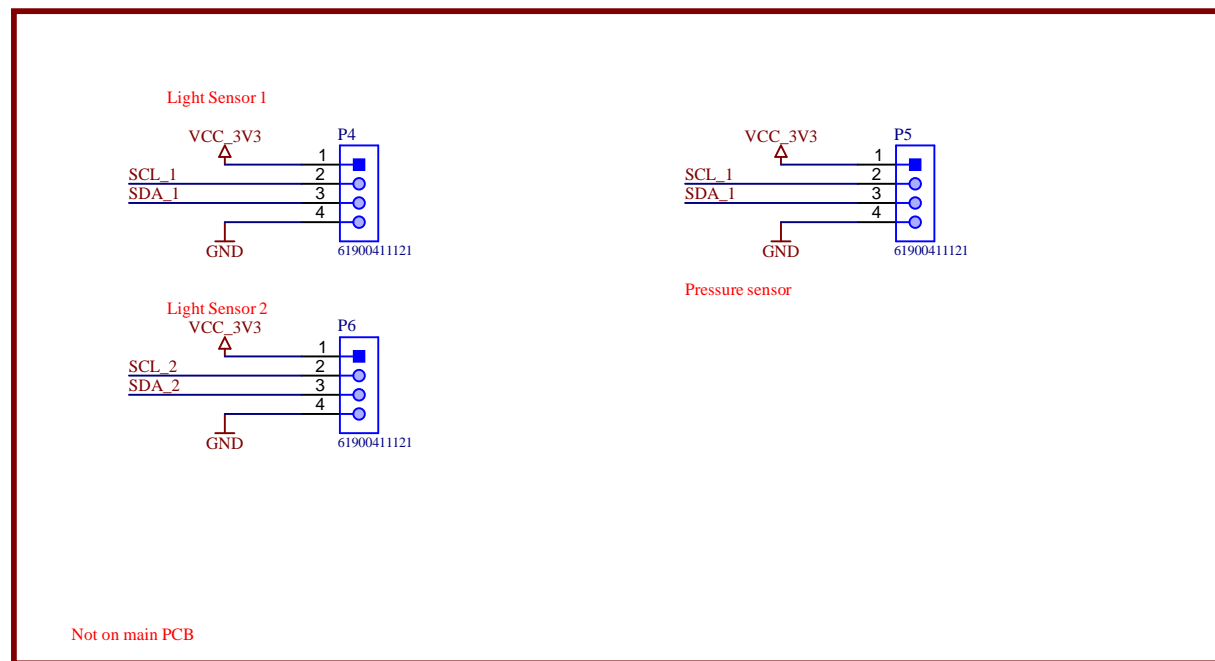 Light Sensor 1
VCC_3V3
P4
1
SCL_1
2
SDA_1
3
4
GND
61900411121
VCC_3V3
P5
1
SCL_1
2
SDA_1
3
4
GND
61900411121
Pressure sensor
Light Sensor 2
VCC_3V3
P6
1
SCL_2
2
SDA_2
3
4
GND
61900411121
Not on main PCB